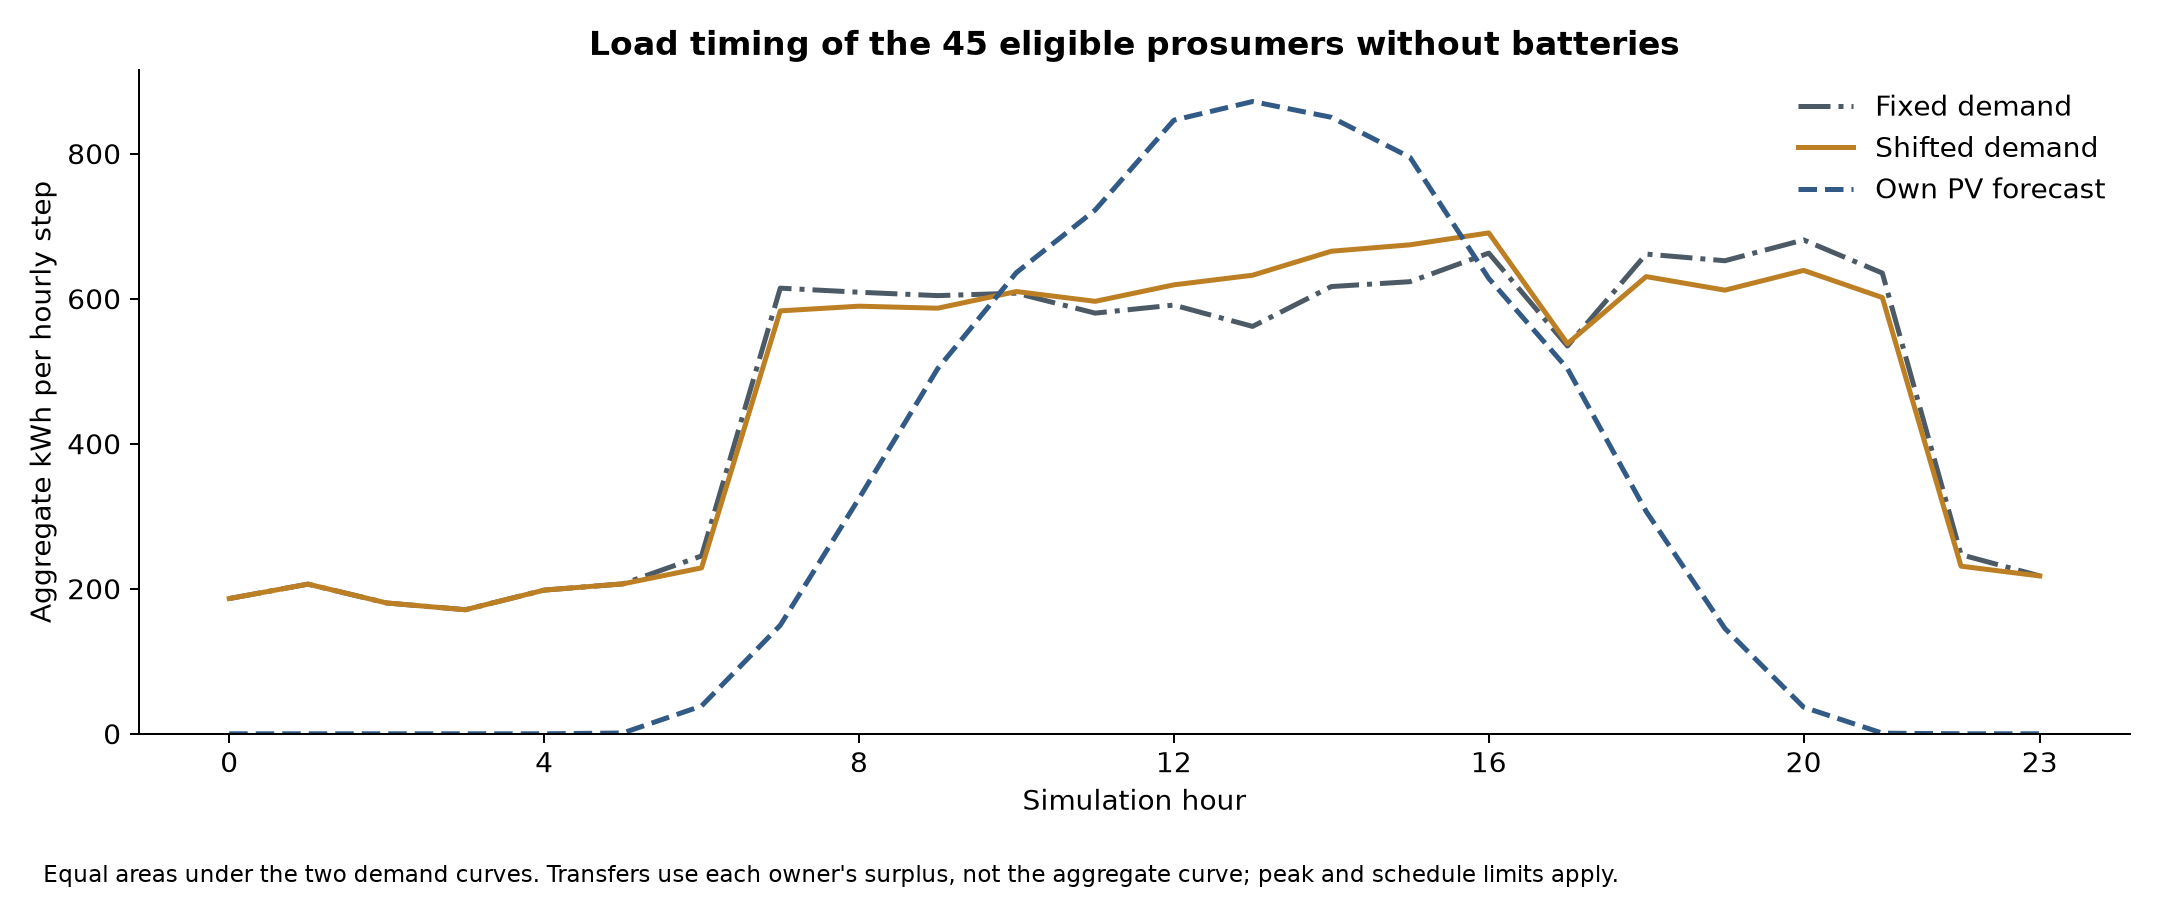 Load timing of the 45 eligible prosumers without batteries
Fixed demand
Shifted demand
Own PV forecast
Aggregate kWh per hourly step
800
600
400
200
0
0 4 8 12 16 20 23
Simulation hour
Equal areas under the two demand curves. Transfers use each owner's surplus, not the aggregate curve; peak and schedule limits apply.